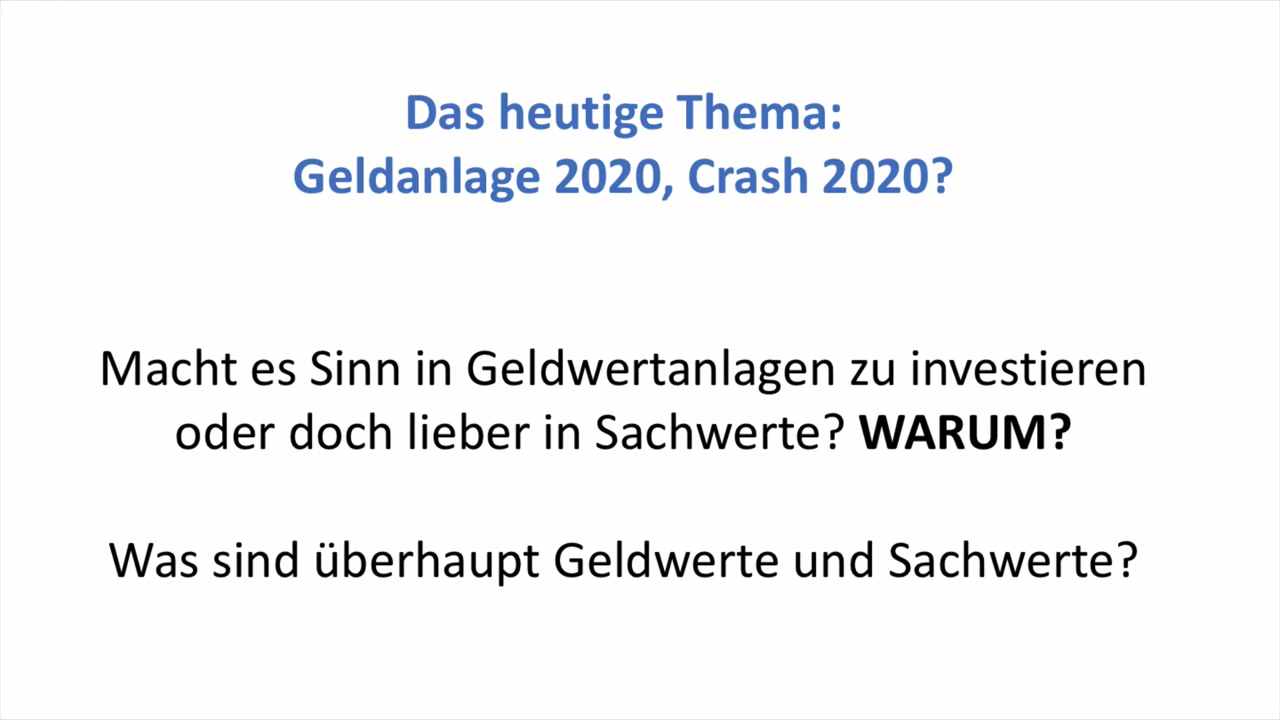 Das heutige Thema:
Geldanlage 2020, Crash 2020?
Macht es Sinn in Geldwertanlagen zu investieren
oder doch lieber in Sachwerte? WARUM?
Was sind überhaupt Geldwerte und Sachwerte?